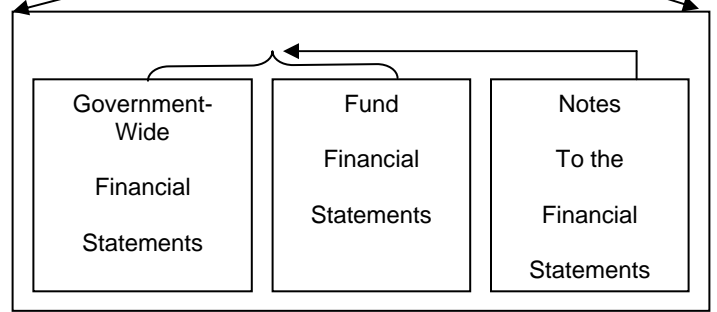 Government-
Wide
Financial
Statements
Fund
Financial
Statements
Notes
To the
Financial
Statements